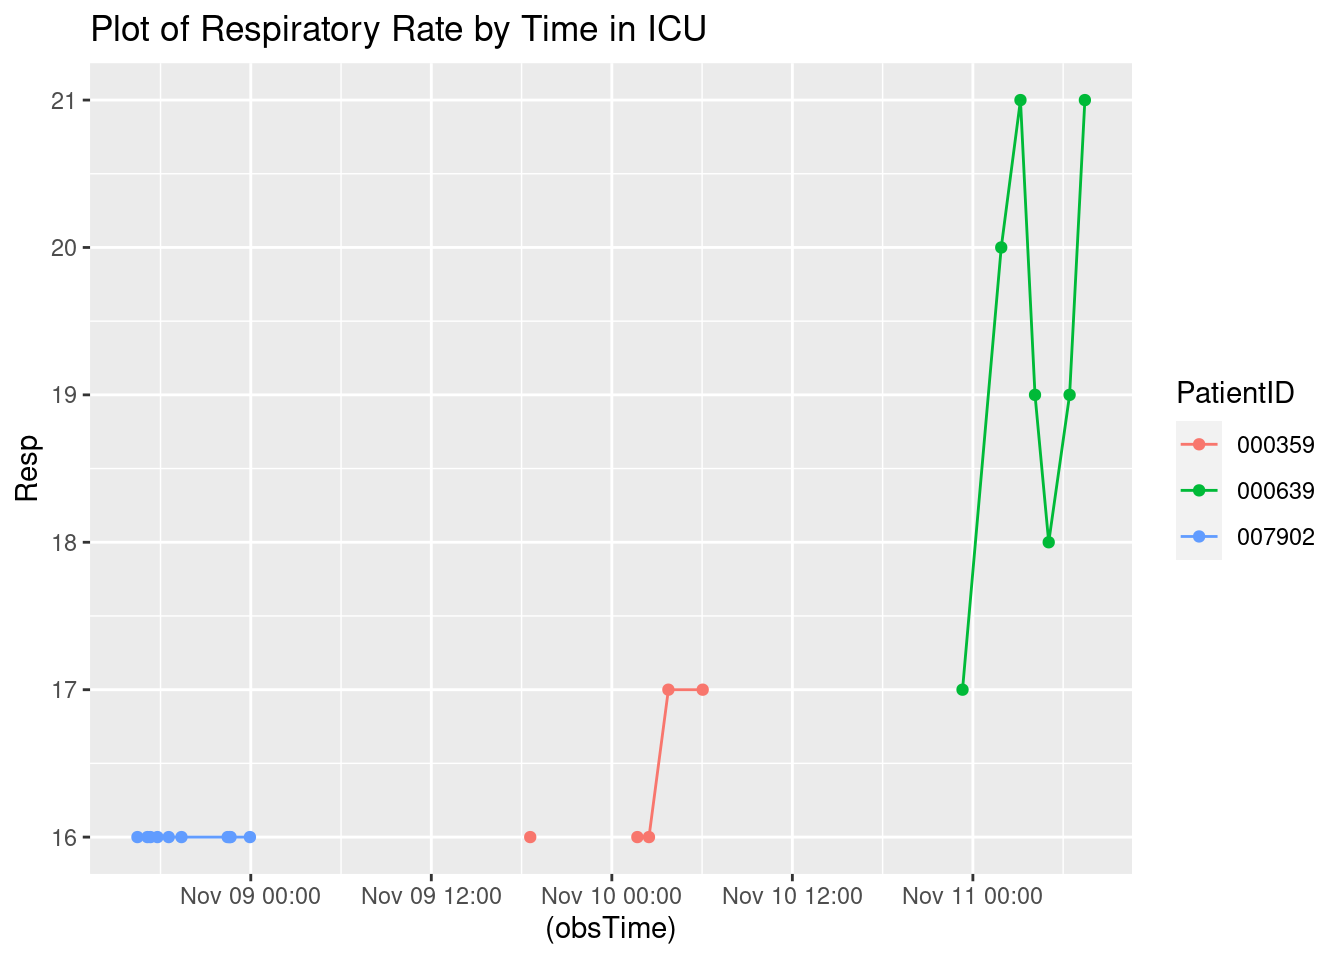 Plot of Respiratory Rate by Time in ICU
21
20
19
18
17
16
Resp
Nov 09 00:00 Nov 09 12:00 Nov 10 00:00 Nov 10 12:00 Nov 11 00:00
(obsTime)
PatientID
000359
000639
007902